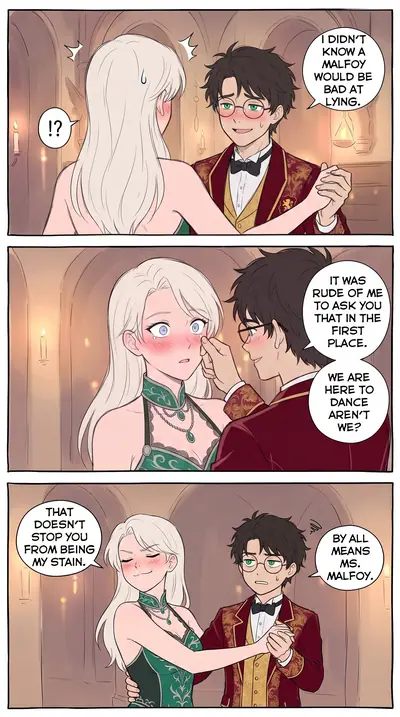 I DIDN'T
KNOW A
MALFOY
WOULD BE
BAD AT
LYING.
!?
IT WAS
RUDE OF ME
TO ASK YOU
THAT IN THE
FIRST
PLACE.
WE ARE
HERE TO
DANCE
AREN'T
WE?
THAT
DOESN'T
STOP YOU
FROM BEING
MY STAIN.
BY ALL
MEANS
MS.
MALFOY.